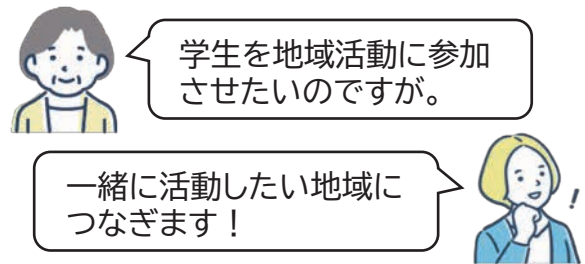 学生を地域活動に参加
させたいのですが。
一緒に活動したい地域に
つなぎます！